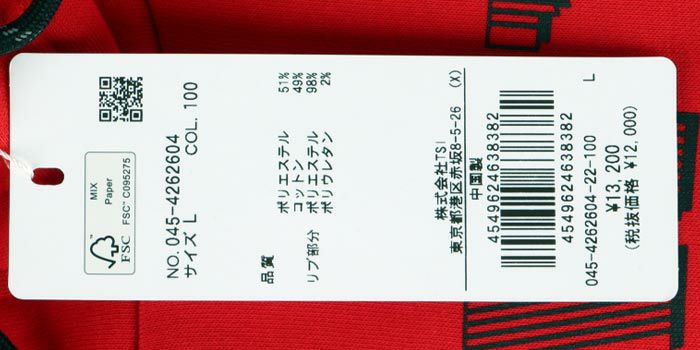 MIX
Paper
FSC™ C095275
FSC
NO. 045-4262604 COL. 100
サイズ L
品質 ポリエステル 51%
コットン 49%
リブ部分 ポリエステル 98%
ポリウレタン 2%
株式会社TSI
東京都港区赤坂8-5-26 (X)
中国製
4549624638382
4549624638382
L
045-4262604-22-100
¥13,200
(税抜価格 ¥12,000)